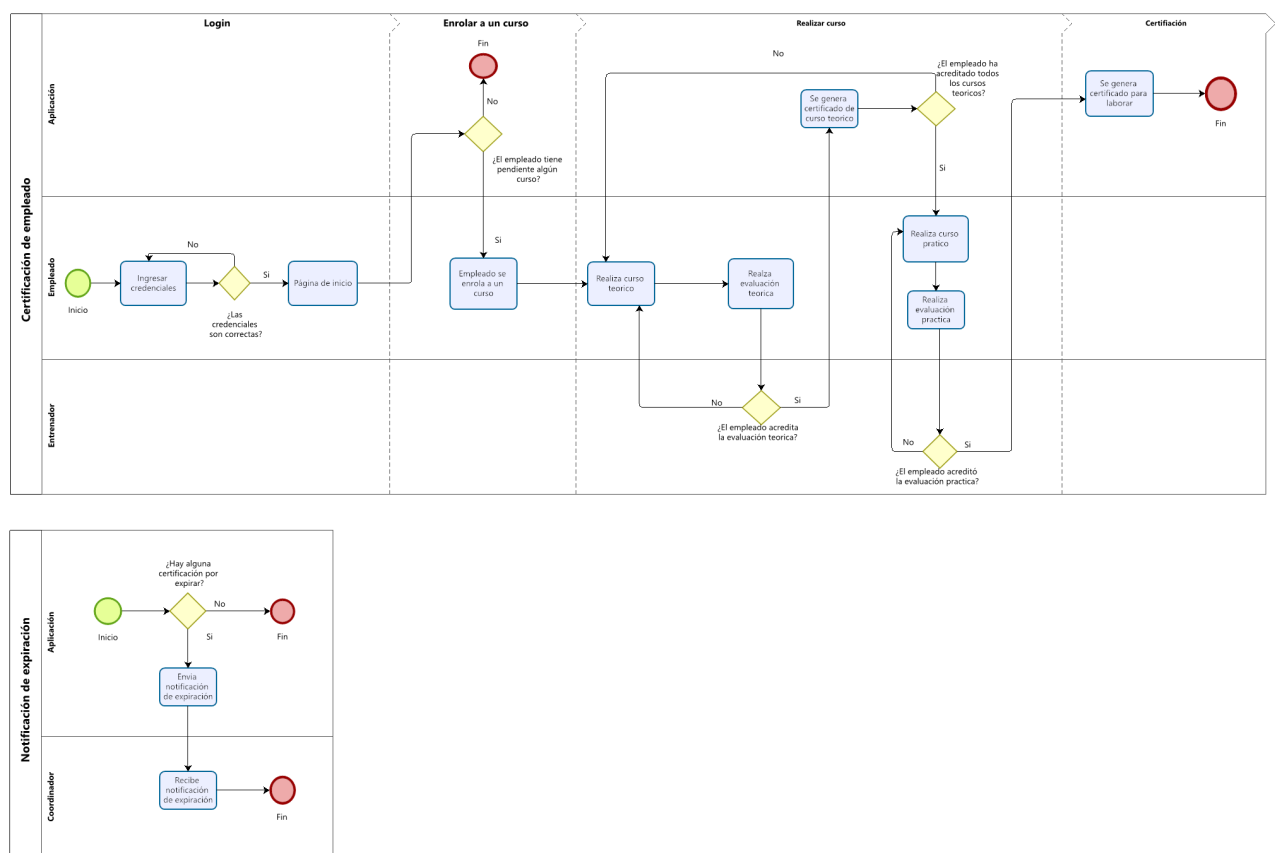 Login
Enrolar a un curso
Realizar curso
Certifiación
Certificación de empleado
Aplicación
Fin
No
¿El empleado tiene
pendiente algún
curso?
Si
No
Se genera
certificado de
curso teorico
¿El empleado ha
acreditado todos
los cursos
teoricos?
Si
Se genera
certificado para
laborar
Fin
Empleado
Inicio
Ingresar
credenciales
No
¿Las
credenciales
son correctas?
Si
Página de inicio
Empleado se
enrola a un
curso
Realiza curso
teorico
Realza
evaluación
teorica
Realiza curso
pratico
Realiza
evaluación
practica
Entrenador
No
Si
¿El empleado acredita
la evaluación teorica?
No
Si
¿El empleado acreditó
la evaluación practica?
Notificación de expiración
Aplicación
Inicio
¿Hay alguna
certificación por
expirar?
No
Fin
Si
Envia
notificación
de expiración
Coordinador
Recibe
notificación
de expiración
Fin